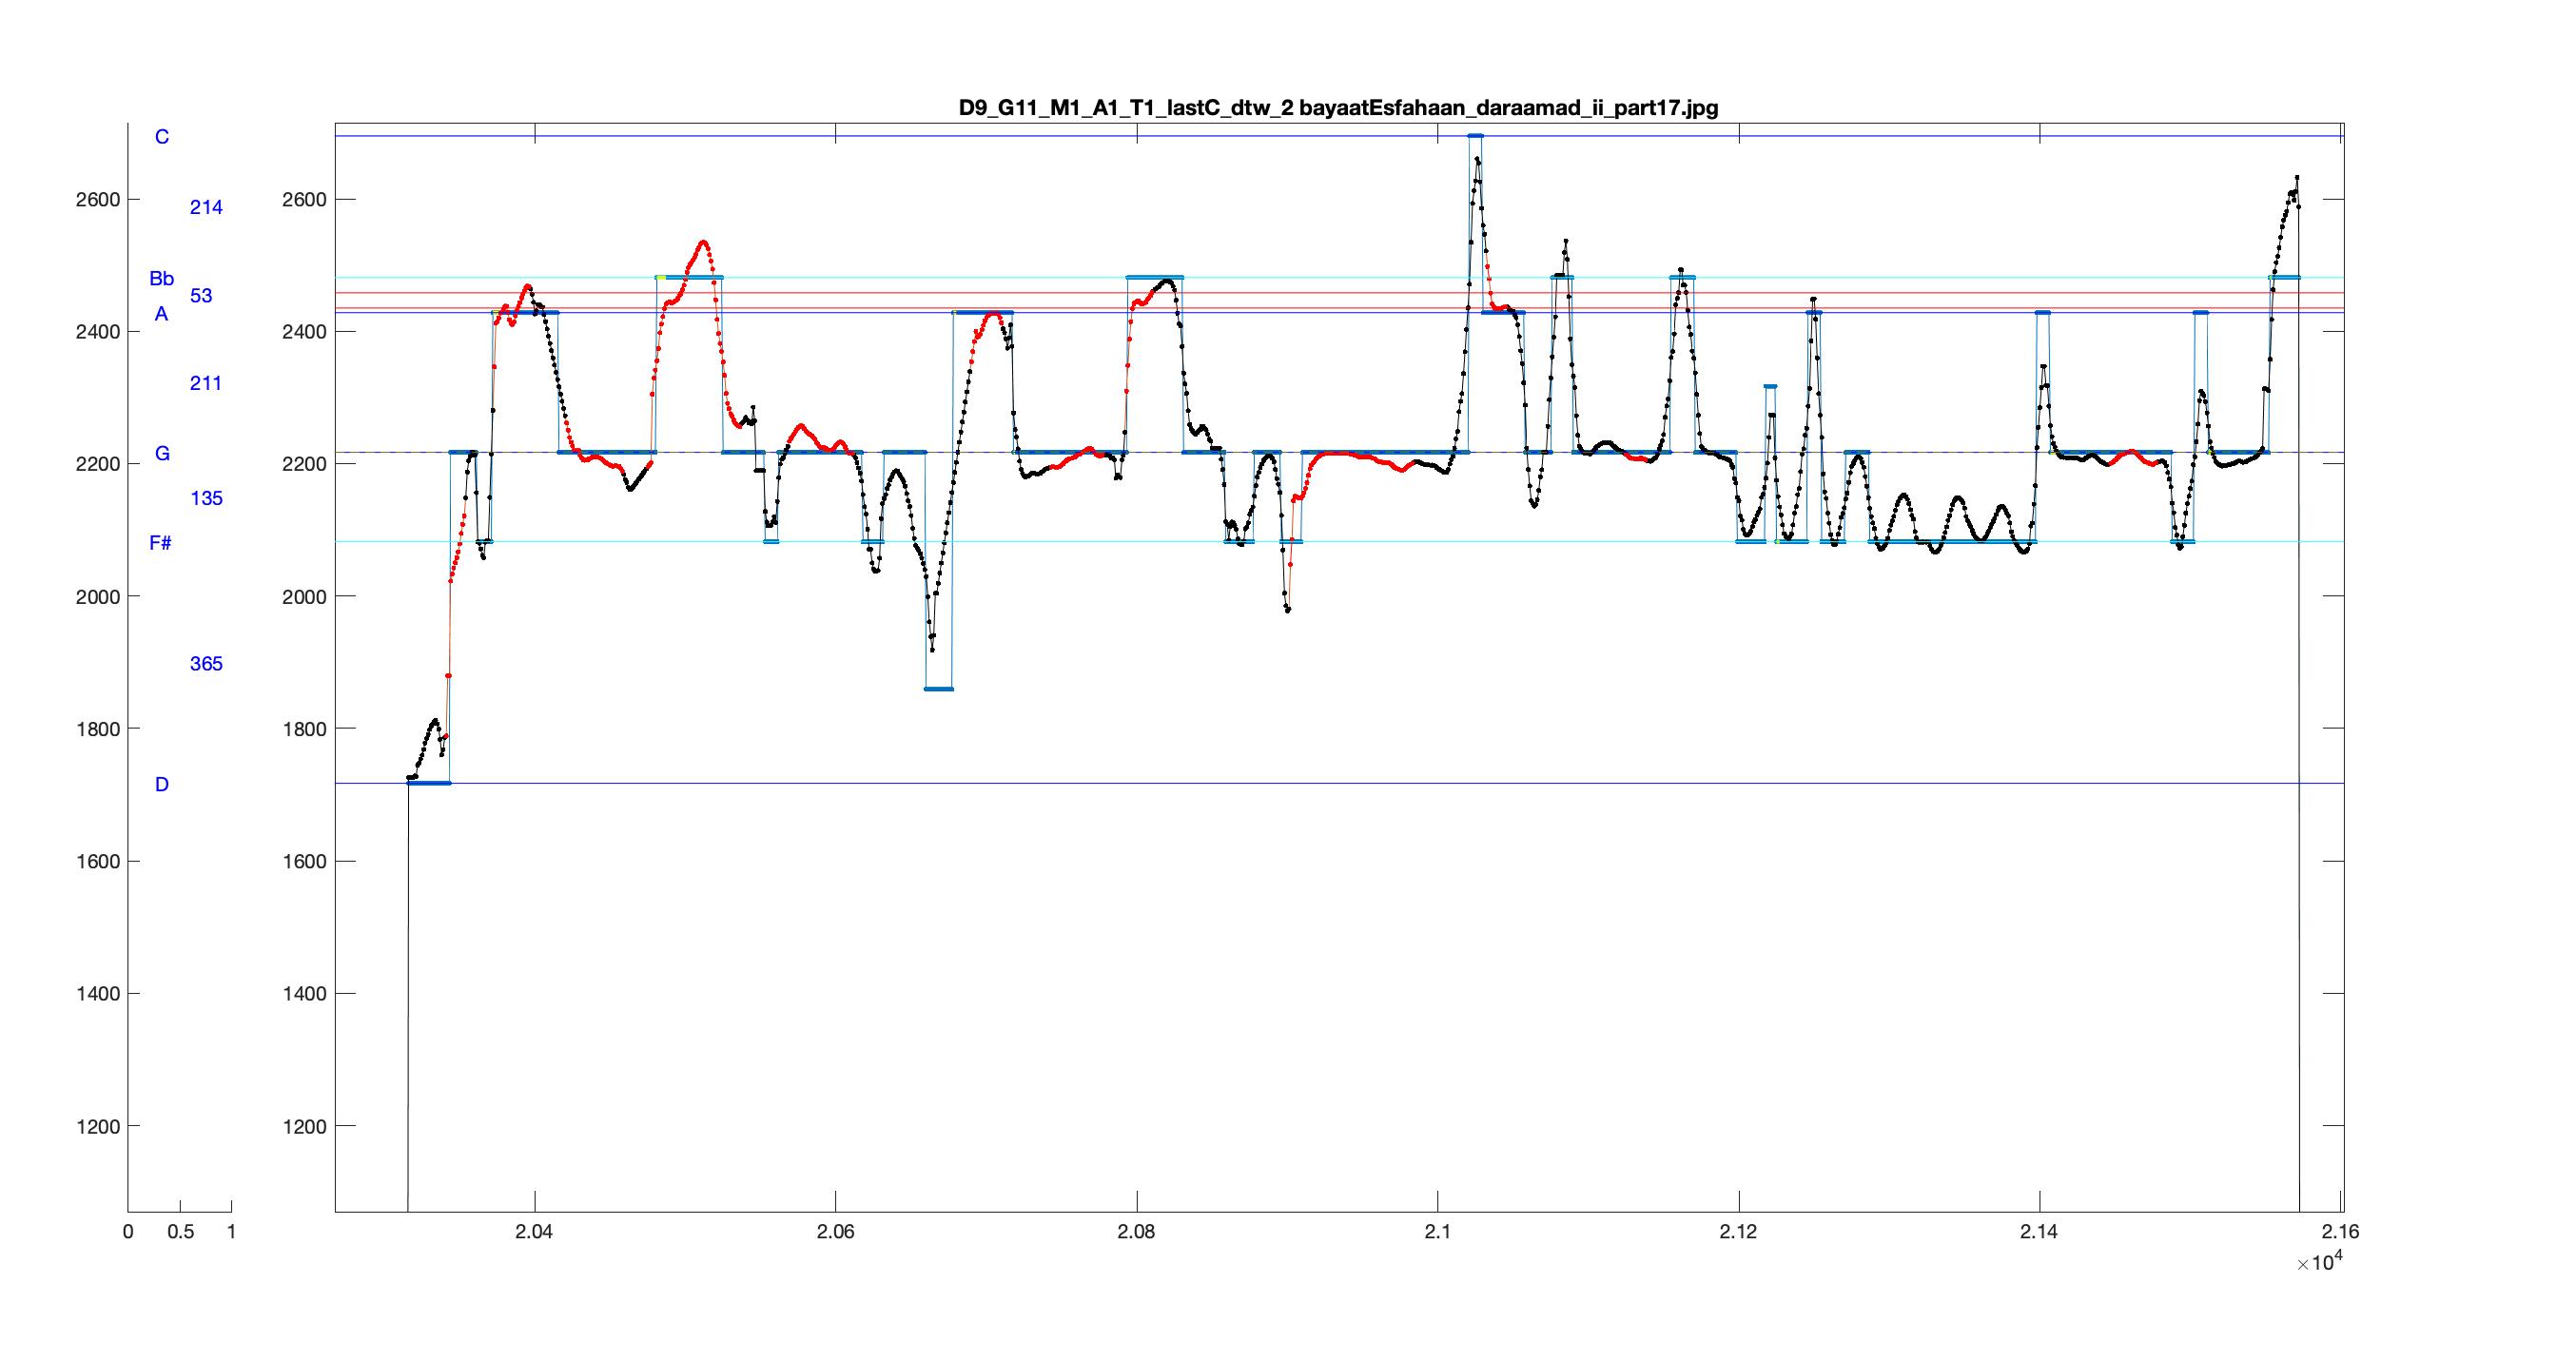 D9_G11_M1_A1_T1_lastC_dtw_2 bayaatEsfahaan_daraamad_ii_part17.jpg
C
2600 2600
214
Bb
53
A
2400 2400
211
G
2200 2200
135
F#
2000 2000
365
1800 1800
D
1600 1600
1400 1400
1200 1200
0 0.5 1 2.04 2.06 2.08 2.1 2.12 2.14 2.16
×10⁴